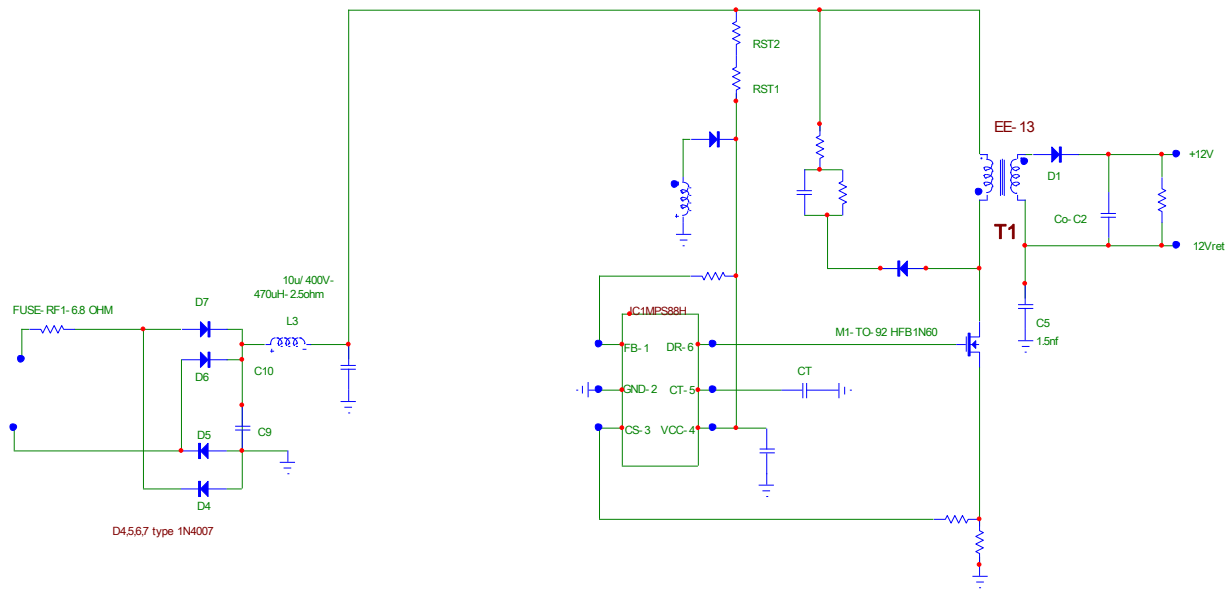 RST2
RST1
EE-13
+12V
D1
Co-C2
T1
12Vret
10u/400V-
470uH-2.5ohm
FUSE-RF1-6.8 OHM
D7
L3
IC1MPS88H
C5
1.5nf
M1-TO-92 HFB1N60
FB-1
DR-6
D6
C10
CT
GND-2
CT-5
D5
C9
CS-3
VCC-4
D4
D4,5,6,7 type 1N4007